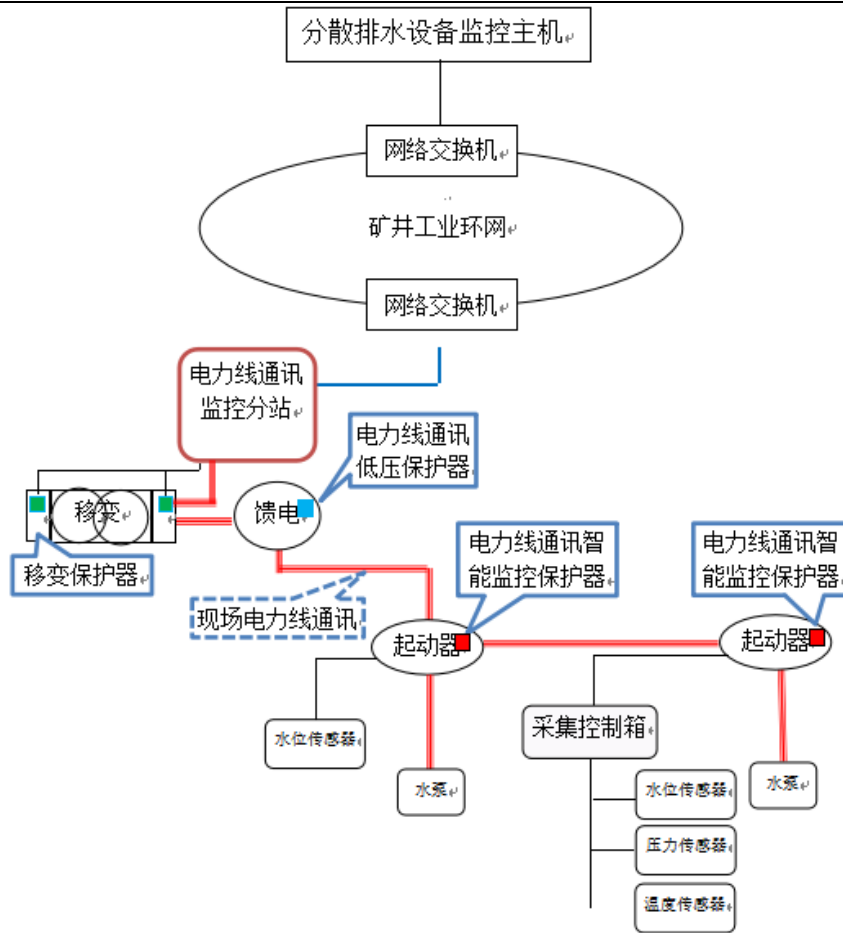 分散排水设备监控主机
网络交换机
矿井工业环网
网络交换机
电力线通讯
监控分站
电力线通讯
低压保护器
移变
馈电
移变保护器
电力线通讯智
能监控保护器
电力线通讯智
能监控保护器
现场电力线通讯
起动器
起动器
水位传感器
采集控制箱
水泵
水位传感器
水泵
压力传感器
温度传感器